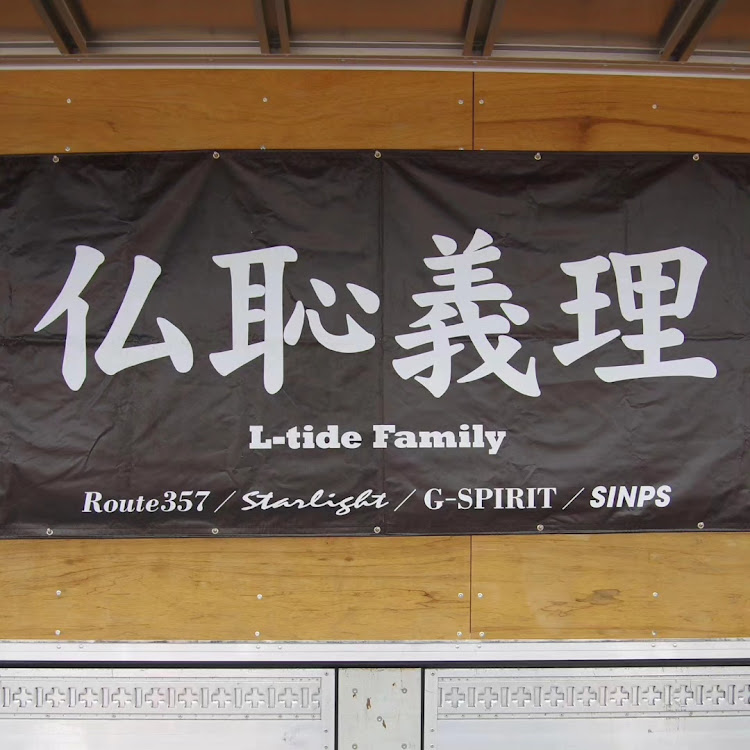 仏恥義理
L-tide Family
Route357 / Starlight / G-SPIRIT / SINPS